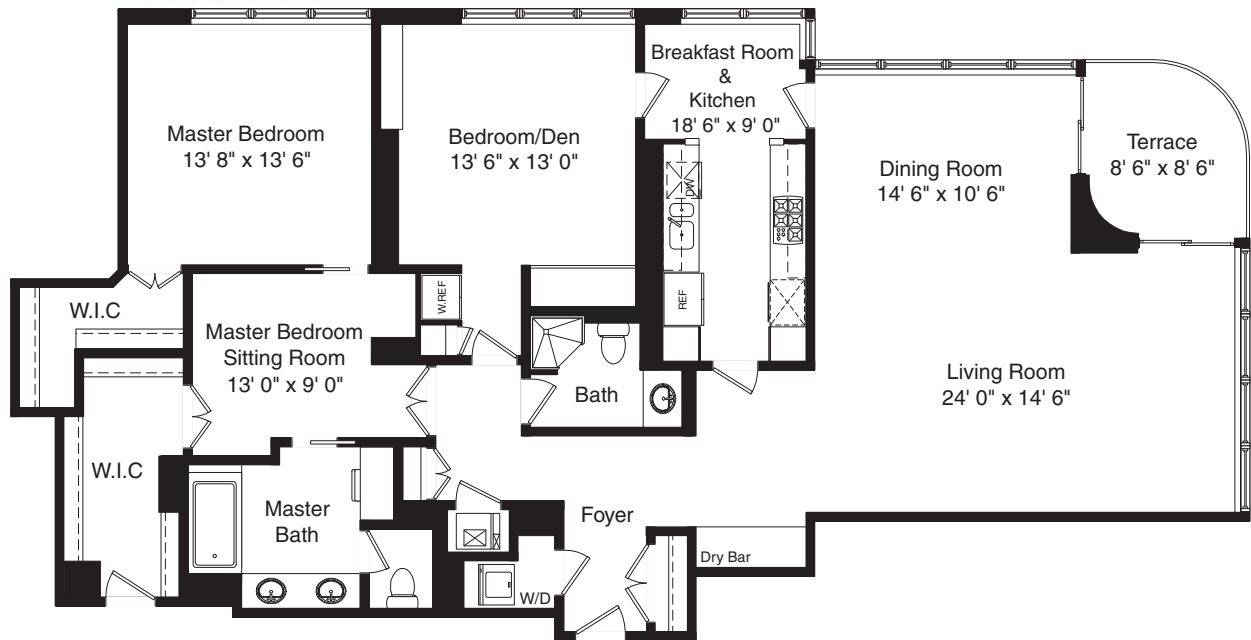 Master Bedroom
13' 8" x 13' 6"
Bedroom/Den
13' 6" x 13' 0"
Breakfast Room
&
Kitchen
18' 6" x 9' 0"
Dining Room
14' 6" x 10' 6"
Terrace
8' 6" x 8' 6"
DW
REF
W.REF
W.I.C
Master Bedroom
Sitting Room
13' 0" x 9' 0"
Bath
Living Room
24' 0" x 14' 6"
W.I.C
Master
Bath
Foyer
Dry Bar
W/D